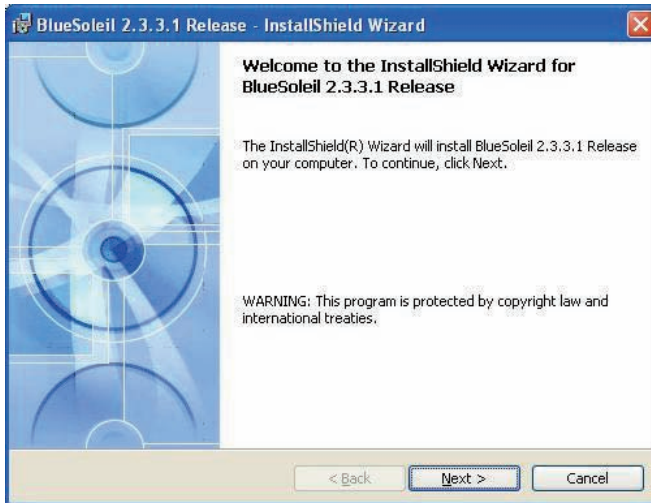 BlueSoleil 2.3.3.1 Release - InstallShield Wizard
Welcome to the InstallShield Wizard for
BlueSoleil 2.3.3.1 Release
The InstallShield(R) Wizard will install BlueSoleil 2.3.3.1 Release
on your computer. To continue, click Next.
WARNING: This program is protected by copyright law and
international treaties.
< Back
Next >
Cancel